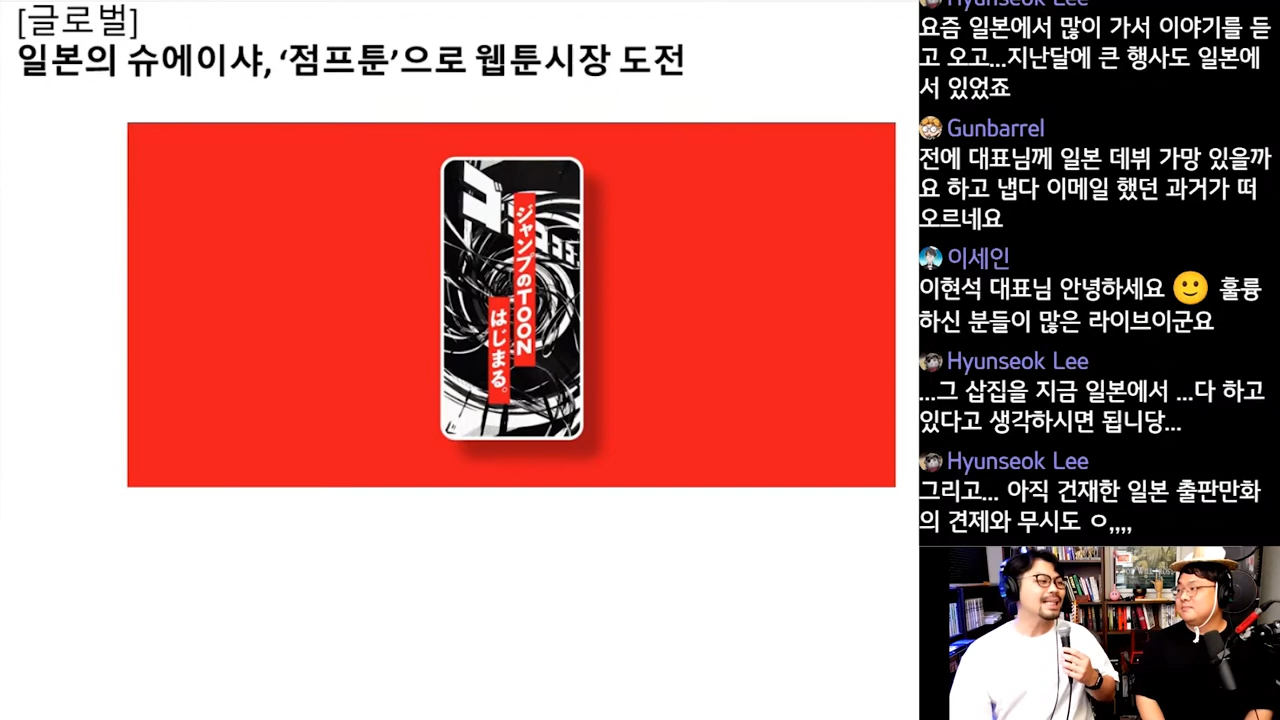 [글로벌]
일본의 슈에이샤, ‘점프툰’으로 웹툰시장 도전
ジャンプのTOON
はじまる。
Hyunseok Lee
요즘 일본에서 많이 가서 이야기를 듣
고 오고...지난달에 큰 행사도 일본에
서 있었죠
Gunbarrel
전에 대표님께 일본 데뷔 가망 있을까
요 하고 냅다 이메일 했던 과거가 떠
오르네요
이세인
이현석 대표님 안녕하세요 🙂 훌륭
하신 분들이 많은 라이브이군요
Hyunseok Lee
...그 삽집을 지금 일본에서 ...다 하고
있다고 생각하시면 됩니당...
Hyunseok Lee
그리고... 아직 건재한 일본 출판만화
의 견제와 무시도 ㅇ,,,,